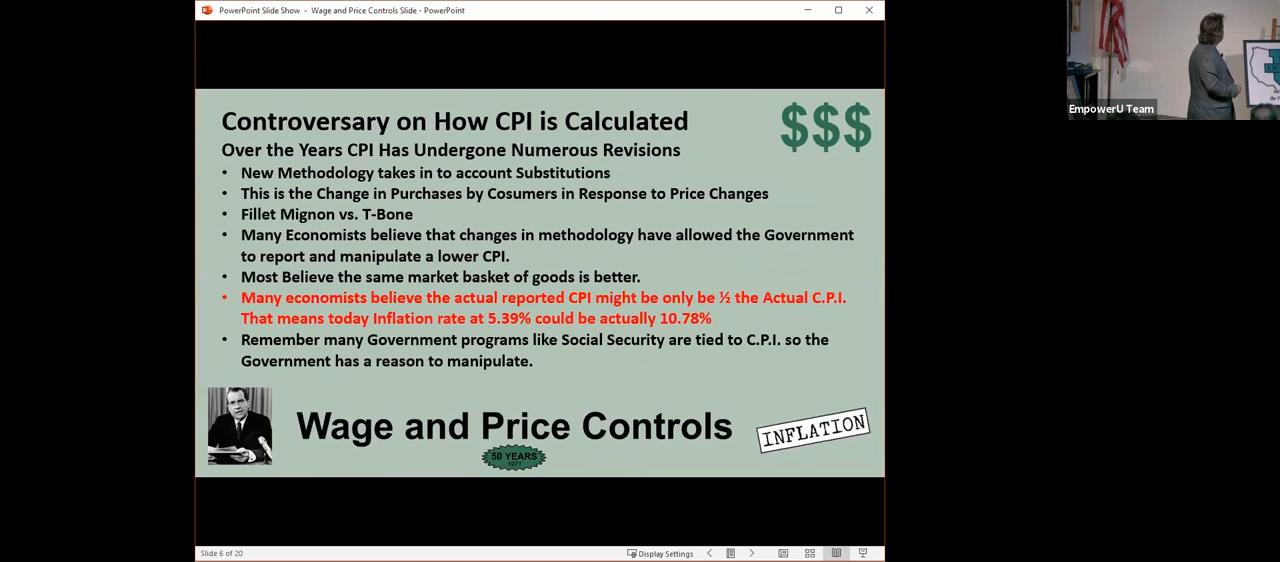 PowerPoint Slide Show - Wage and Price Controls Slide - PowerPoint
EmpowerU Team
Controversary on How CPI is Calculated
$$$
Over the Years CPI Has Undergone Numerous Revisions
• New Methodology takes in to account Substitutions
• This is the Change in Purchases by Cosumers in Response to Price Changes
• Fillet Mignon vs. T-Bone
• Many Economists believe that changes in methodology have allowed the Government
to report and manipulate a lower CPI.
• Most Believe the same market basket of goods is better.
• Many economists believe the actual reported CPI might be only be ½ the Actual C.P.I.
That means today Inflation rate at 5.39% could be actually 10.78%
• Remember many Government programs like Social Security are tied to C.P.I. so the
Government has a reason to manipulate.
Wage and Price Controls
INFLATION
50 YEARS
1971
Slide 6 of 20
Display Settings